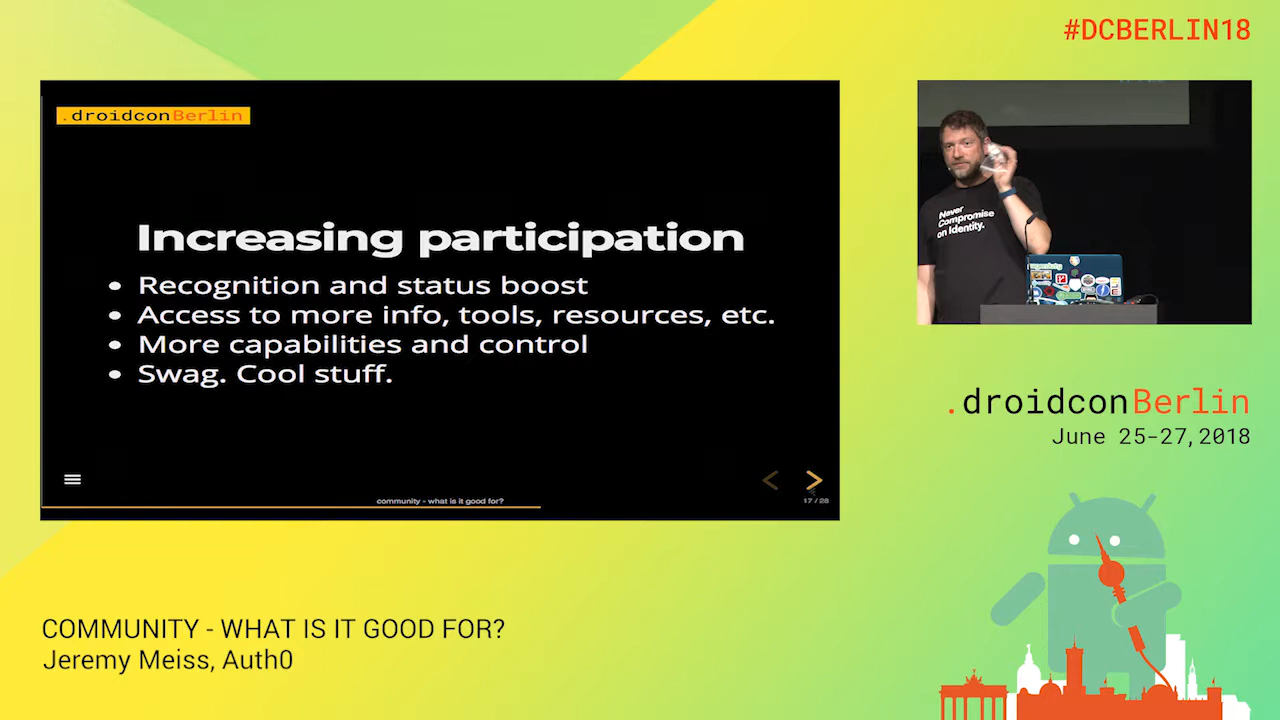 #DCBERLIN18
.droidconBerlin
Increasing participation
Recognition and status boost
Access to more info, tools, resources, etc.
More capabilities and control
Swag. Cool stuff.
community - what is it good for?
17 / 28
Never
Compromise
on Identity.
.droidconBerlin
June 25-27,2018
COMMUNITY - WHAT IS IT GOOD FOR?
Jeremy Meiss, Auth0